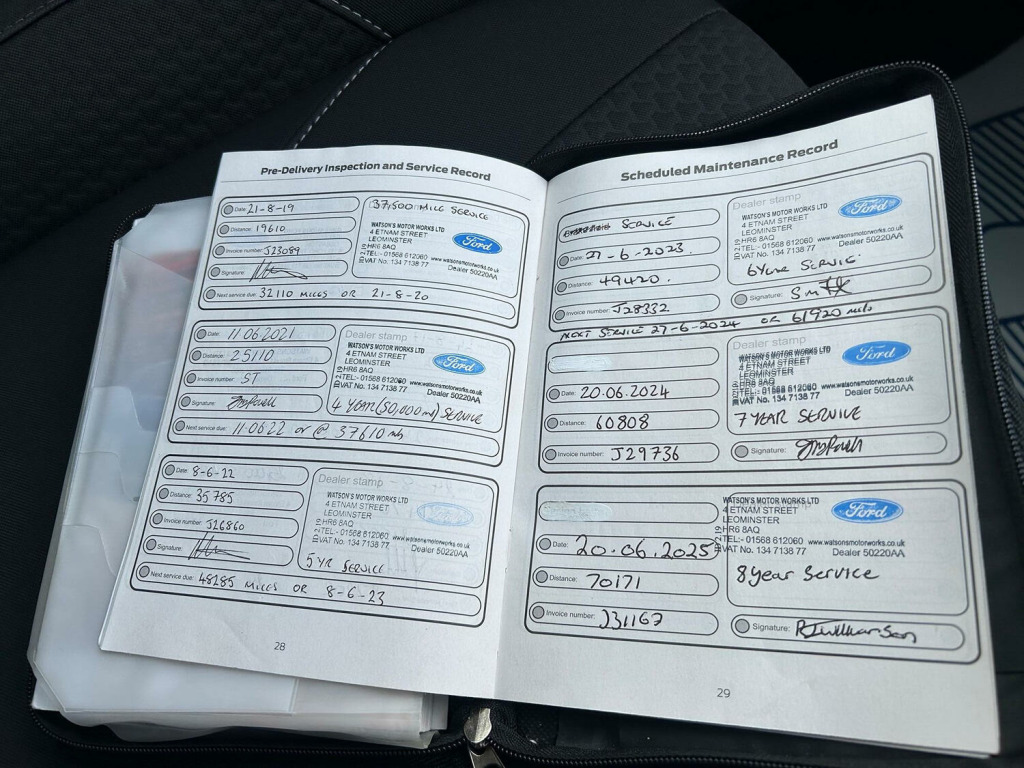 Pre-Delivery Inspection and Service Record
Date: 21-8-19
Distance: 19610
Invoice number: J23089
Signature:
Next service due: 32110 MILES OR 21-8-20
37,500 MILE SERVICE
WATSON'S MOTOR WORKS LTD
4 ETNAM STREET
LEOMINSTER
HR6 8AQ
TEL:- 01568 612060 www.watsonsmotorworks.co.uk
VAT No. 134 7138 77 Dealer 50220AA
Ford
Date: 11.06.2021
Distance: 25110
Invoice number: ST
Signature:
Next service due: 11.06.22 or @ 37610 mls
Dealer stamp
WATSON'S MOTOR WORKS LTD
4 ETNAM STREET
LEOMINSTER
HR6 8AQ
TEL:- 01568 612060 www.watsonsmotorworks.co.uk
VAT No. 134 7138 77 Dealer 50220AA
Ford
4 YEAR (50,000ml) SERVICE
Date: 8-6-22
Distance: 35785
Invoice number: J26860
Signature:
Next service due: 48285 MILES OR 8-6-23
Dealer stamp
WATSON'S MOTOR WORKS LTD
4 ETNAM STREET
LEOMINSTER
HR6 8AQ
TEL:- 01568 612060 www.watsonsmotorworks.co.uk
VAT No. 134 7138 77 Dealer 50220AA
Ford
5 YR SERVICE
28
Scheduled Maintenance Record
SERVICE
Date: 27-6-2023.
Distance: 49420.
Invoice number: J28332
Dealer stamp
WATSON'S MOTOR WORKS LTD
4 ETNAM STREET
LEOMINSTER
HR6 8AQ
TEL:- 01568 612060 www.watsonsmotorworks.co.uk
VAT No. 134 7138 77 Dealer 50220AA
Ford
6 Year SERVICE
Signature:
NEXT SERVICE 27-6-2024 OR 61920 mls
Date: 20.06.2024
Distance: 60808
Invoice number: J29736
Dealer stamp
WATSON'S MOTOR WORKS LTD
4 ETNAM STREET
LEOMINSTER
HR6 8AQ
TEL:- 01568 612060 www.watsonsmotorworks.co.uk
VAT No. 134 7138 77 Dealer 50220AA
Ford
7 YEAR SERVICE
Signature:
Date: 20.06.2025
Distance: 70171
Invoice number: J31167
WATSON'S MOTOR WORKS LTD
4 ETNAM STREET
LEOMINSTER
HR6 8AQ
TEL:- 01568 612060 www.watsonsmotorworks.co.uk
VAT No. 134 7138 77 Dealer 50220AA
Ford
8 year Service
Signature: R Williamson
29